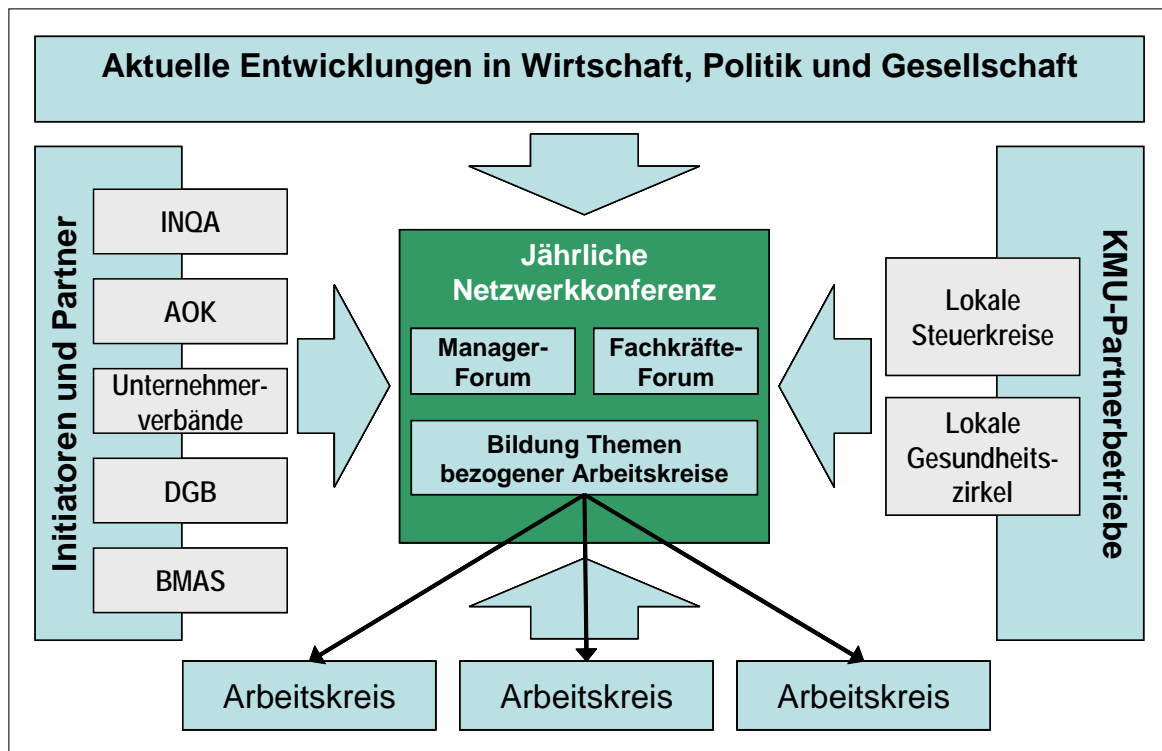 Aktuelle Entwicklungen in Wirtschaft, Politik und Gesellschaft
Initiatoren und Partner
INQA
AOK
Unternehmer-
verbände
DGB
BMAS
Jährliche
Netzwerkkonferenz
Manager-
Forum
Fachkräfte-
Forum
Bildung Themen
bezogener Arbeitskreise
Lokale
Steuerkreise
Lokale
Gesundheits-
zirkel
KMU-Partnerbetriebe
Arbeitskreis
Arbeitskreis
Arbeitskreis